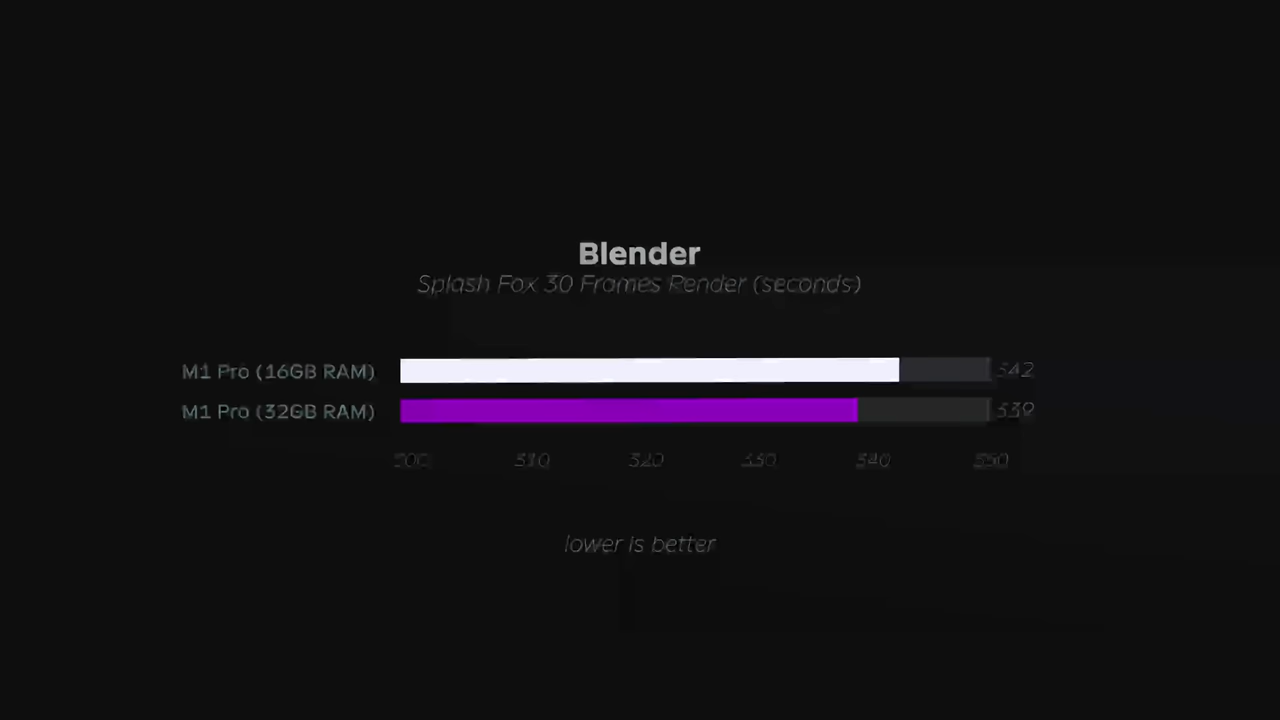 Blender
Splash Fox 30 Frames Render (seconds)
M1 Pro (16GB RAM) 342
M1 Pro (32GB RAM) 339
300 310 320 330 340 350
lower is better